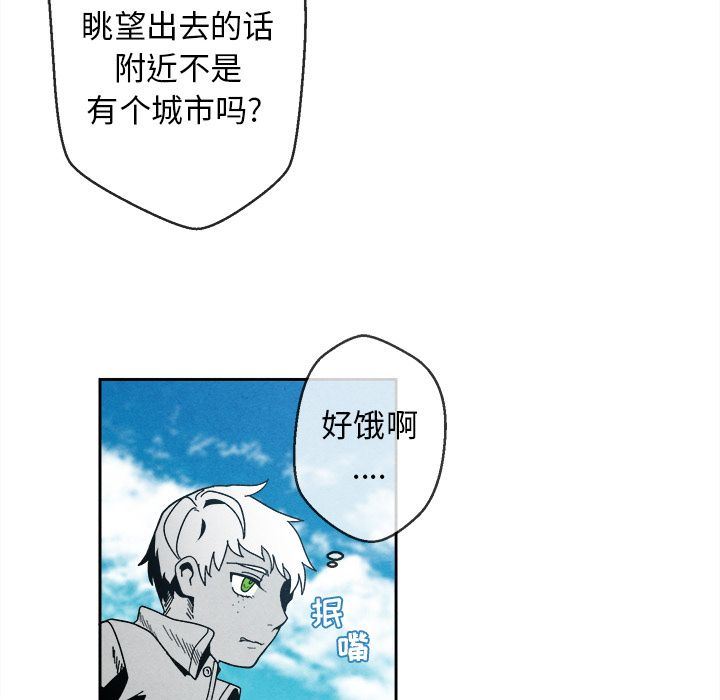 眺望出去的话
附近不是
有个城市吗?
好饿啊
....
抿
嘴